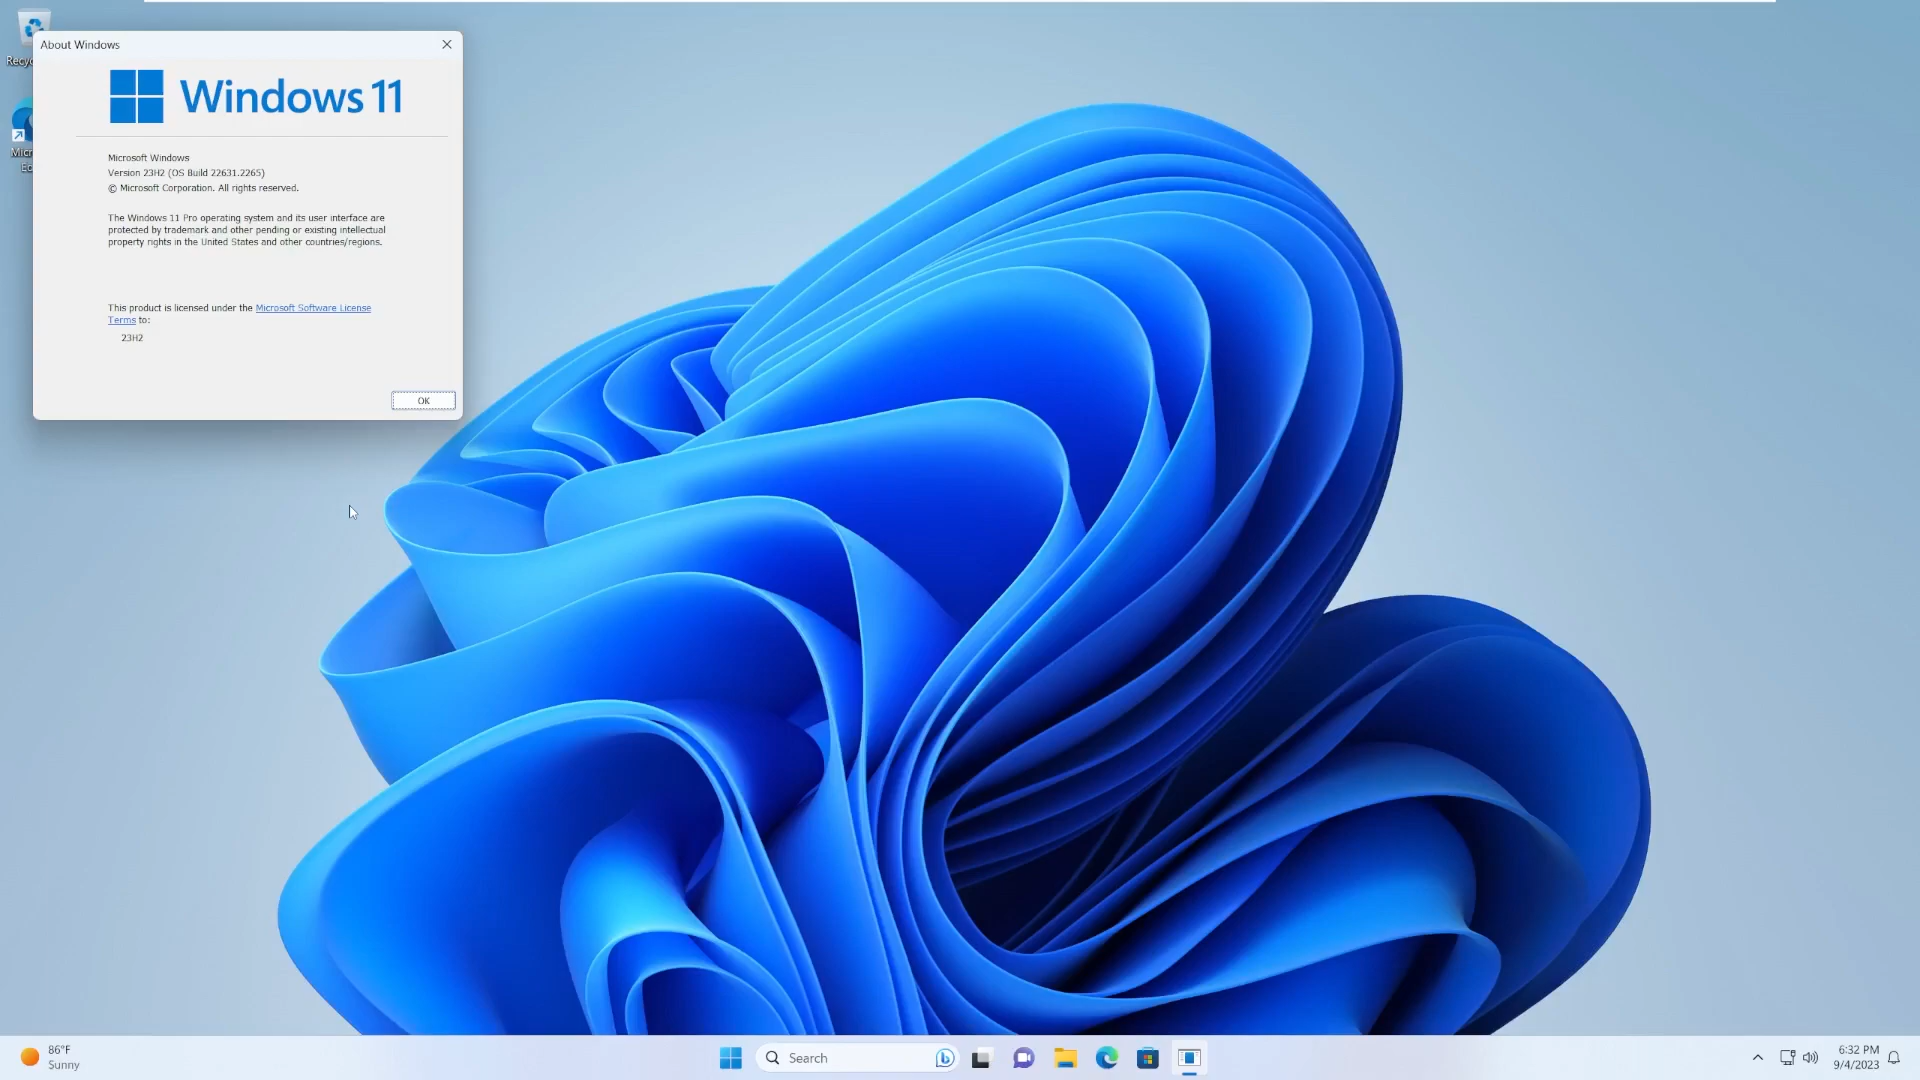 Recyc
Micr
Ed
About Windows
Windows 11
Microsoft Windows
Version 23H2 (OS Build 22631.2265)
© Microsoft Corporation. All rights reserved.
The Windows 11 Pro operating system and its user interface are
protected by trademark and other pending or existing intellectual
property rights in the United States and other countries/regions.
This product is licensed under the Microsoft Software License
Terms to:
23H2
OK
86°F
Sunny
Search
6:32 PM
9/4/2023